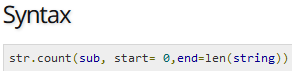 Syntax
str.count(sub, start= 0,end=len(string))